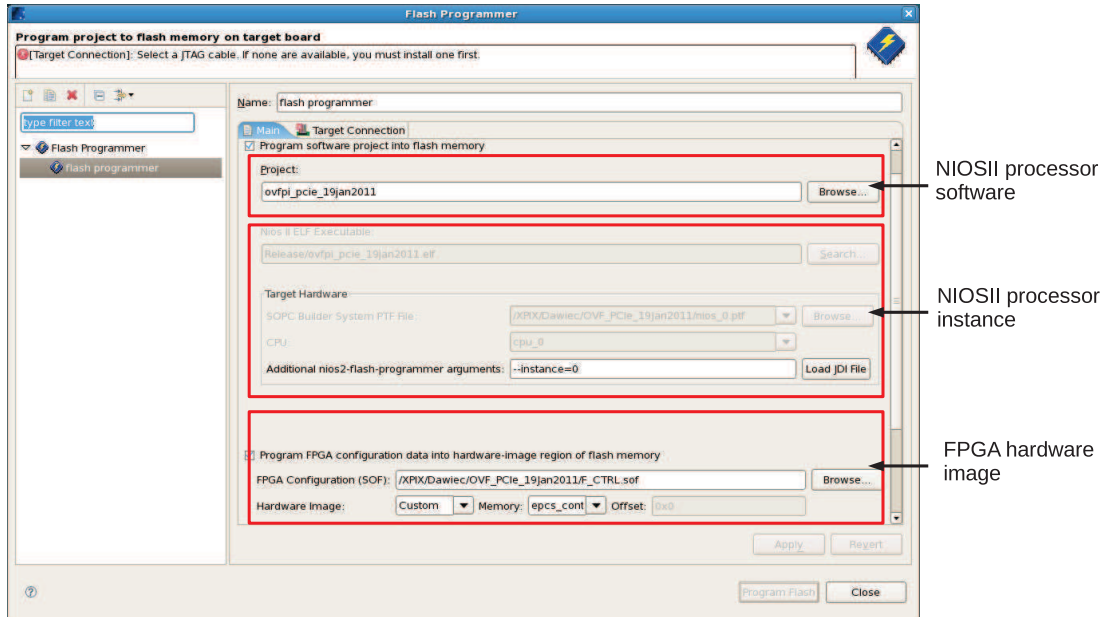 Flash Programmer
Program project to flash memory on target board
[Target Connection]: Select a JTAG cable. If none are available, you must install one first.
Name: flash programmer
type filter text
Main Target Connection
Program software project into flash memory
Flash Programmer
flash programmer
Project:
ovfpi_pcie_19jan2011 Browse...
NIOSII processor
software
Nios II ELF Executable:
Release/ovfpi_pcie_19jan2011.elf Search...
Target Hardware
SOPC Builder System PTF File: /XPIX/Dawiec/OVF_PCIe_19Jan2011/nios_0.ptf Browse...
NIOSII processor
instance
CPU: cpu_0
Additional nios2-flash-programmer arguments: --instance=0 Load JDI File
Program FPGA configuration data into hardware-image region of flash memory
FPGA Configuration (SOF): /XPIX/Dawiec/OVF_PCIe_19Jan2011/F_CTRL.sof Browse...
FPGA hardware
image
Hardware Image: Custom Memory: epcs_cont Offset: 0x0
Apply Revert
? Program Flash Close